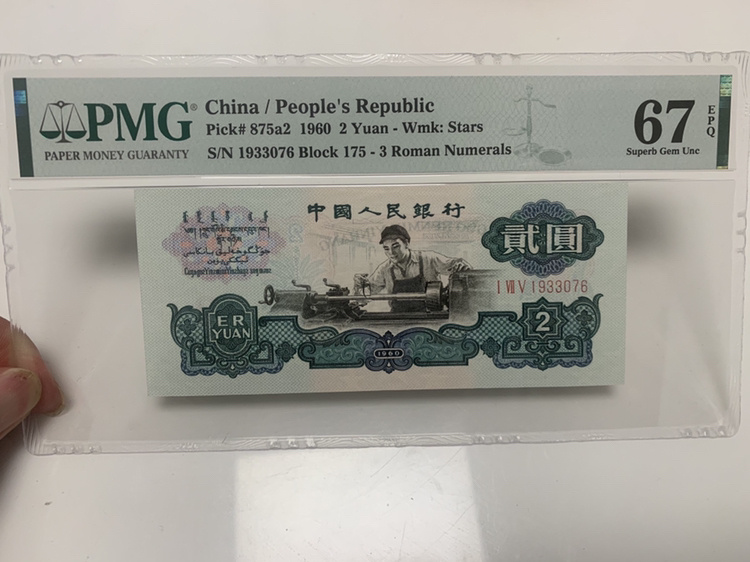 PMG®
PAPER MONEY GUARANTY
China / People's Republic
Pick# 875a2 1960 2 Yuan - Wmk: Stars
S/N 1933076 Block 175 - 3 Roman Numerals
67 EPQ
Superb Gem Unc
中國人民銀行
貳圓
I VII V 1933076
ER
YUAN
1960
2